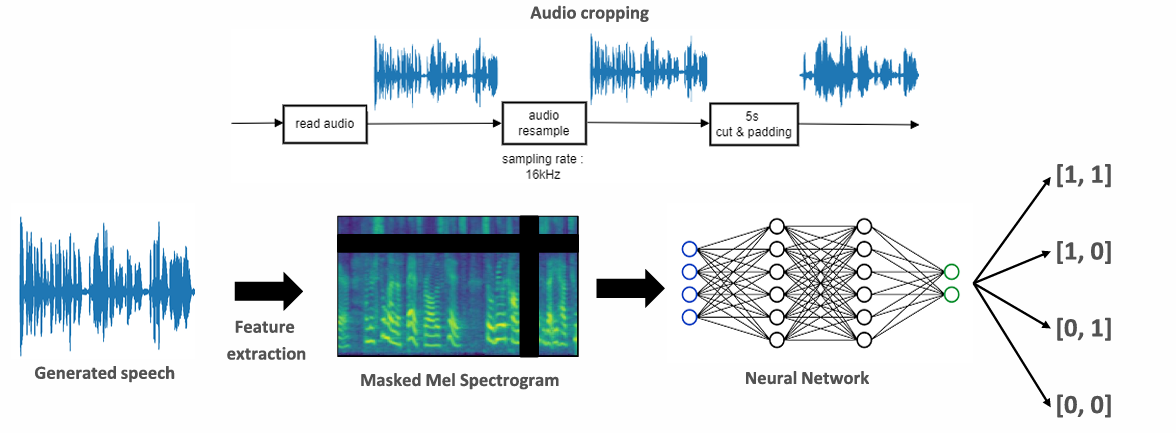 Audio cropping
read audio
audio
resample
5s
cut & padding
sampling rate :
16kHz
[1, 1]
[1, 0]
[0, 1]
[0, 0]
Feature
extraction
Generated speech
Masked Mel Spectrogram
Neural Network